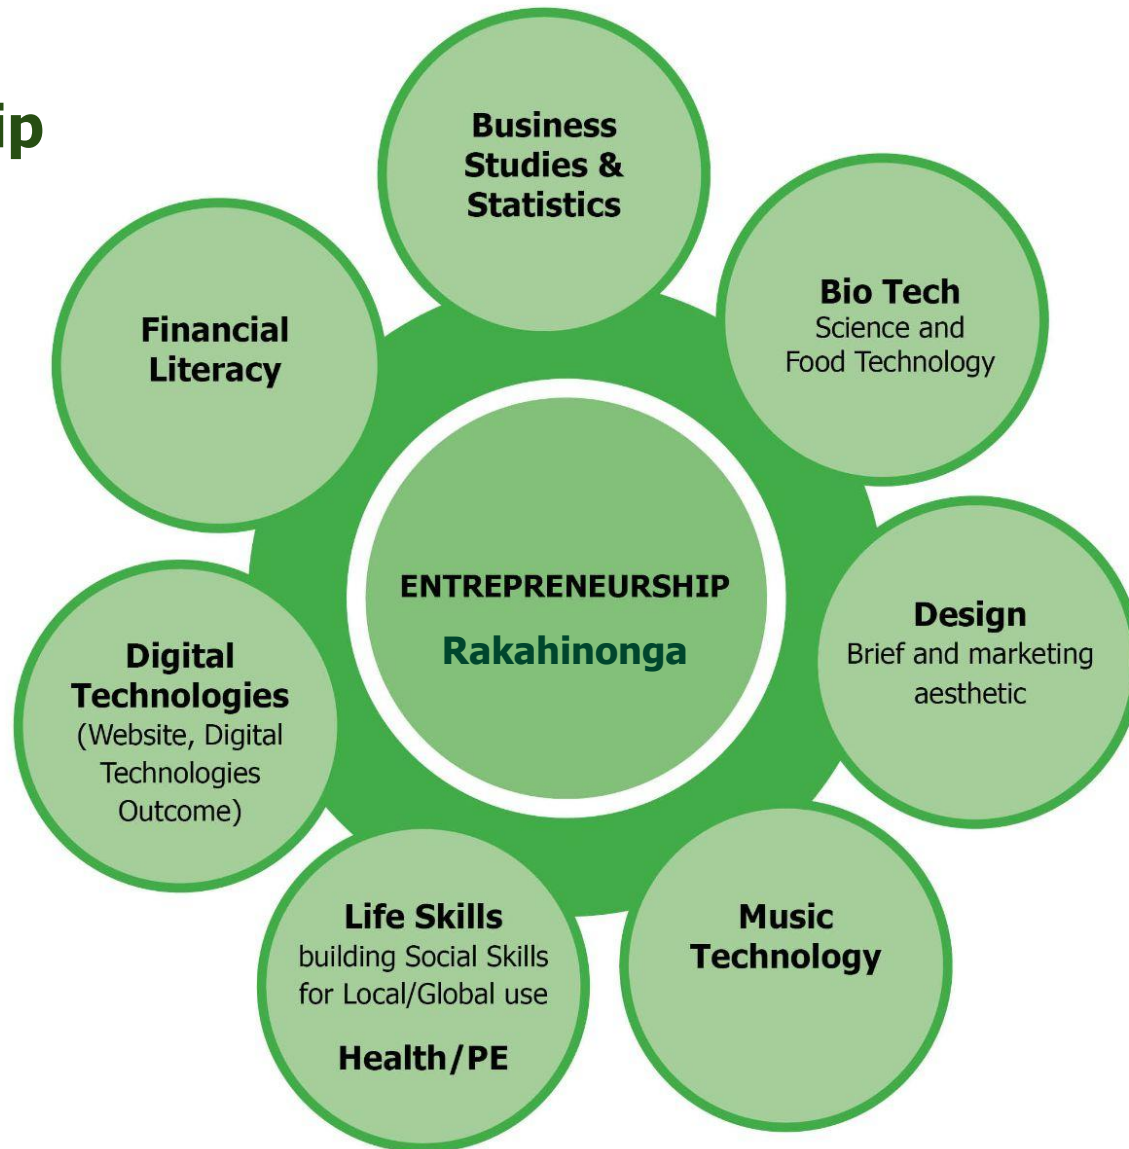 ip
Business
Studies &
Statistics
Bio Tech
Science and
Food Technology
Financial
Literacy
ENTREPRENEURSHIP
Rakahinonga
Design
Brief and marketing
aesthetic
Digital
Technologies
(Website, Digital
Technologies
Outcome)
Life Skills
building Social Skills
for Local/Global use
Health/PE
Music
Technology